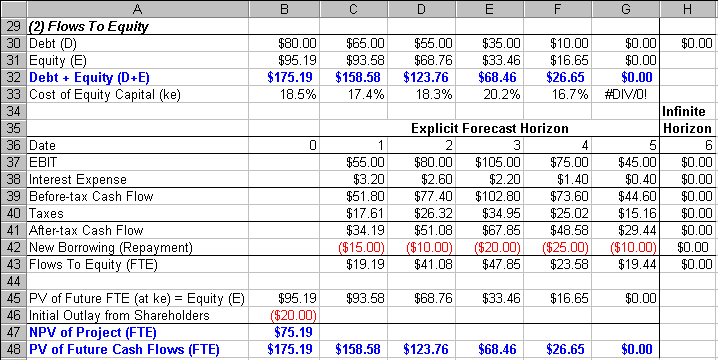 A B C D E F G H
29 (2) Flows To Equity
30 Debt (D) $80.00 $65.00 $55.00 $35.00 $10.00 $0.00 $0.00
31 Equity (E) $95.19 $93.58 $68.76 $33.46 $16.65 $0.00
32 Debt + Equity (D+E) $175.19 $158.58 $123.76 $68.46 $26.65 $0.00
33 Cost of Equity Capital (ke) 18.5% 17.4% 18.3% 20.2% 16.7% #DIV/0!
34 Infinite
35 Explicit Forecast Horizon Horizon
36 Date 0 1 2 3 4 5 6
37 EBIT $55.00 $80.00 $105.00 $75.00 $45.00 $0.00
38 Interest Expense $3.20 $2.60 $2.20 $1.40 $0.40 $0.00
39 Before-tax Cash Flow $51.80 $77.40 $102.80 $73.60 $44.60 $0.00
40 Taxes $17.61 $26.32 $34.95 $25.02 $15.16 $0.00
41 After-tax Cash Flow $34.19 $51.08 $67.85 $48.58 $29.44 $0.00
42 New Borrowing (Repayment) ($15.00) ($10.00) ($20.00) ($25.00) ($10.00) $0.00
43 Flows To Equity (FTE) $19.19 $41.08 $47.85 $23.58 $19.44 $0.00
44
45 PV of Future FTE (at ke) = Equity (E) $95.19 $93.58 $68.76 $33.46 $16.65 $0.00
46 Initial Outlay from Shareholders ($20.00)
47 NPV of Project (FTE) $75.19
48 PV of Future Cash Flows (FTE) $175.19 $158.58 $123.76 $68.46 $26.65 $0.00